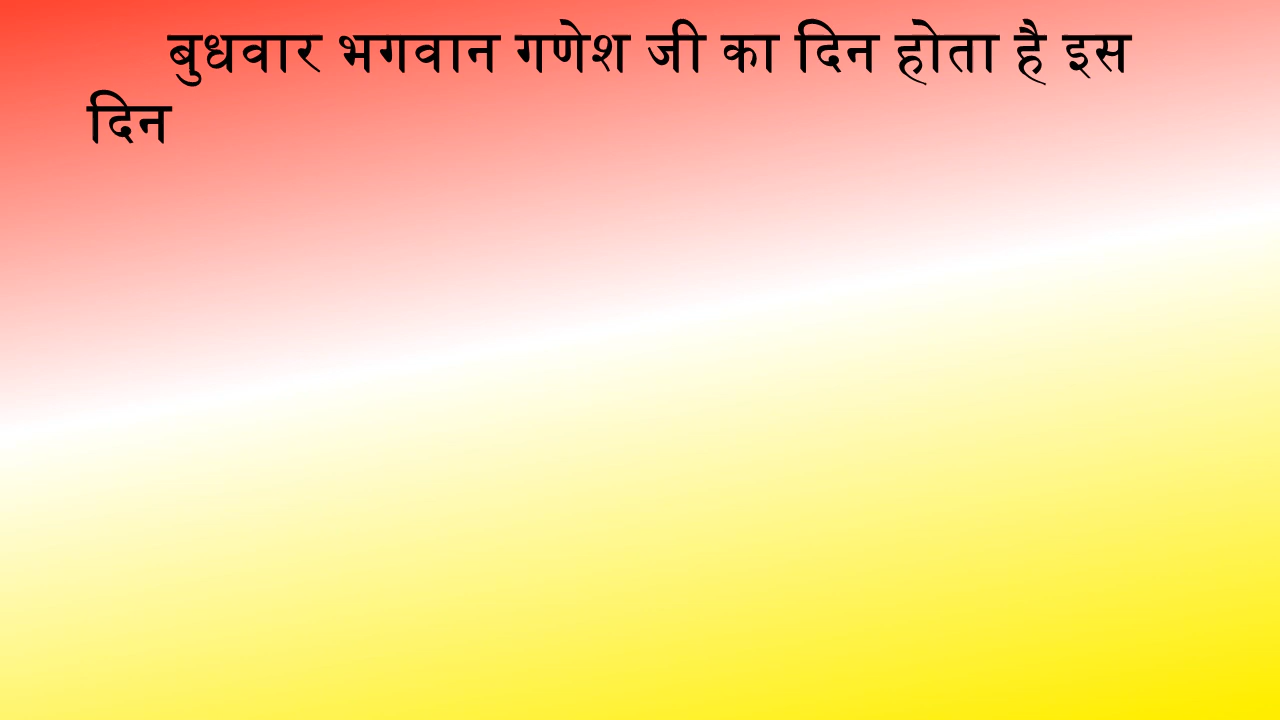 बुधवार भगवान गणेश जी का दिन होता है इस
दिन